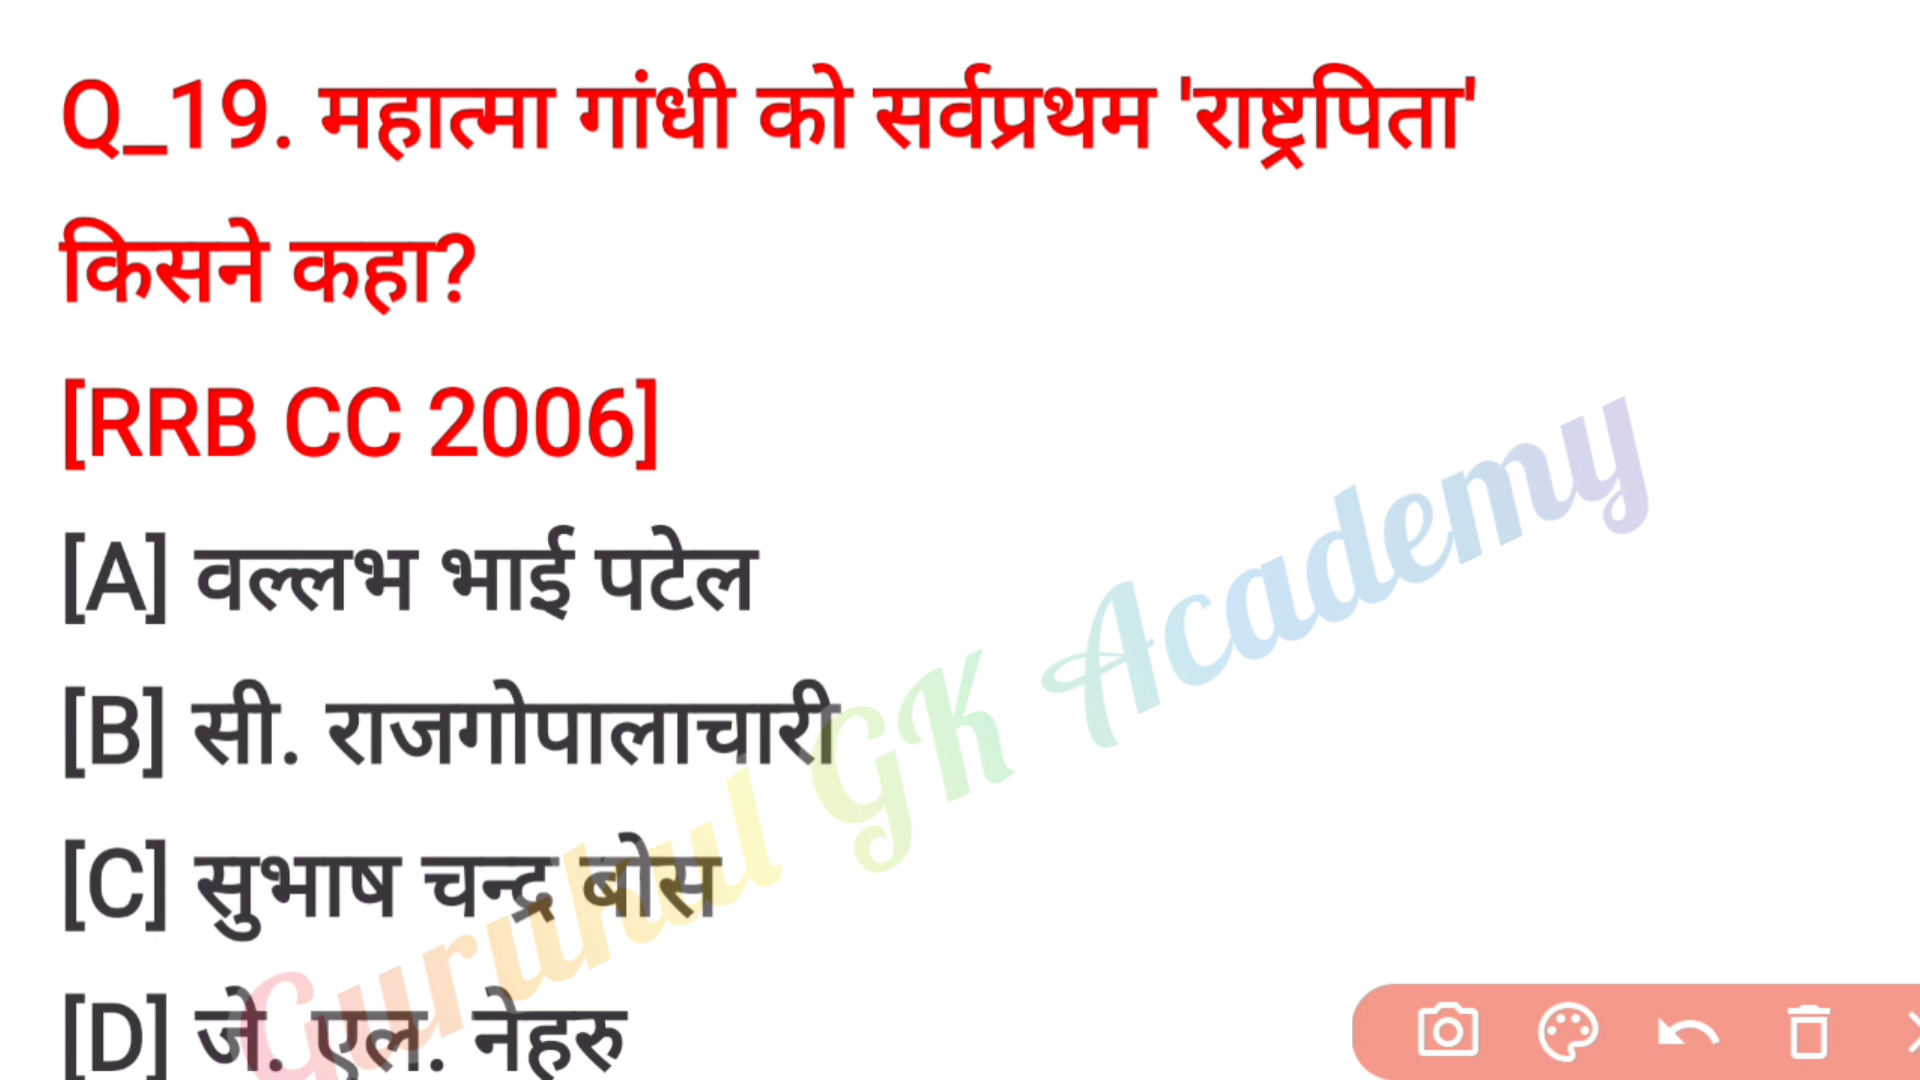 Q_19. महात्मा गांधी को सर्वप्रथम 'राष्ट्रपिता'
किसने कहा?
[RRB CC 2006]
[A] वल्लभ भाई पटेल
[B] सी. राजगोपालाचारी
[C] सुभाष चन्द्र बोस
[D] जे. एल. नेहरु
Gurukul GK Academy